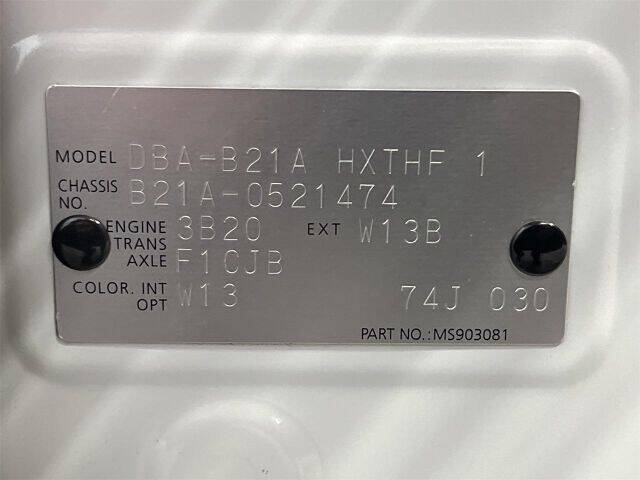 MODEL DBA-B21A HXTHF 1
CHASSIS NO. B21A-0521474
ENGINE 3B20 EXT W13B
TRANS AXLE F1CJB
COLOR. INT OPT W13 74J 030
PART NO.:MS903081